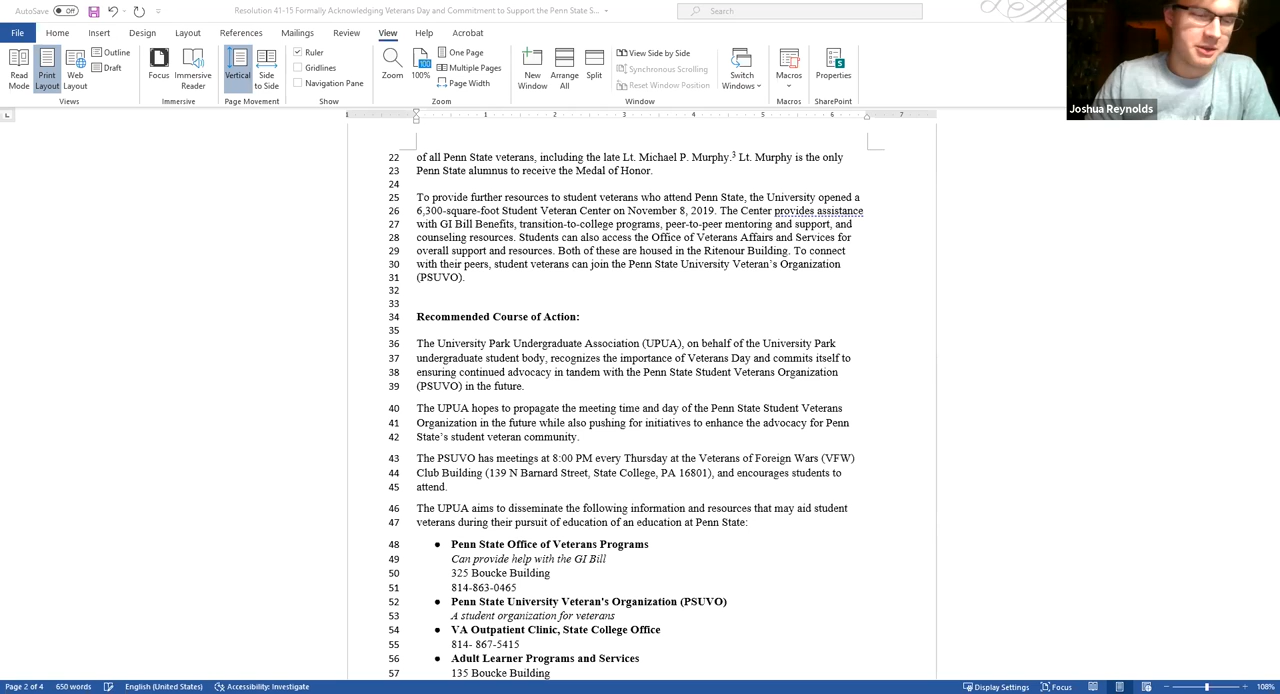 AutoSave Off Resolution 41-15 Formally Acknowledging Veterans Day and Commitment to Support the Penn State S... Search
File Home Insert Design Layout References Mailings Review View Help Acrobat
Read Mode Print Layout Web Layout Outline Draft Focus Immersive Reader Vertical Side to Side Ruler Gridlines Navigation Pane Zoom 100 100% One Page Multiple Pages Page Width New Window Arrange All Split View Side by Side Synchronous Scrolling Reset Window Position Switch Windows Macros Properties
Views Immersive Page Movement Show Zoom Window Macros SharePoint
Joshua Reynolds
1 1 2 3 4 5 6 7
22 of all Penn State veterans, including the late Lt. Michael P. Murphy.3 Lt. Murphy is the only
23 Penn State alumnus to receive the Medal of Honor.
24
25 To provide further resources to student veterans who attend Penn State, the University opened a
26 6,300-square-foot Student Veteran Center on November 8, 2019. The Center provides assistance
27 with GI Bill Benefits, transition-to-college programs, peer-to-peer mentoring and support, and
28 counseling resources. Students can also access the Office of Veterans Affairs and Services for
29 overall support and resources. Both of these are housed in the Ritenour Building. To connect
30 with their peers, student veterans can join the Penn State University Veteran's Organization
31 (PSUVO).
32
33
34 Recommended Course of Action:
35
36 The University Park Undergraduate Association (UPUA), on behalf of the University Park
37 undergraduate student body, recognizes the importance of Veterans Day and commits itself to
38 ensuring continued advocacy in tandem with the Penn State Student Veterans Organization
39 (PSUVO) in the future.
40 The UPUA hopes to propagate the meeting time and day of the Penn State Student Veterans
41 Organization in the future while also pushing for initiatives to enhance the advocacy for Penn
42 State's student veteran community.
43 The PSUVO has meetings at 8:00 PM every Thursday at the Veterans of Foreign Wars (VFW)
44 Club Building (139 N Barnard Street, State College, PA 16801), and encourages students to
45 attend.
46 The UPUA aims to disseminate the following information and resources that may aid student
47 veterans during their pursuit of education of an education at Penn State:
48 ● Penn State Office of Veterans Programs
49 Can provide help with the GI Bill
50 325 Boucke Building
51 814-863-0465
52 ● Penn State University Veteran's Organization (PSUVO)
53 A student organization for veterans
54 ● VA Outpatient Clinic, State College Office
55 814- 867-5415
56 ● Adult Learner Programs and Services
57 135 Boucke Building
Page 2 of 4 650 words English (United States) Accessibility: Investigate Display Settings Focus 108%